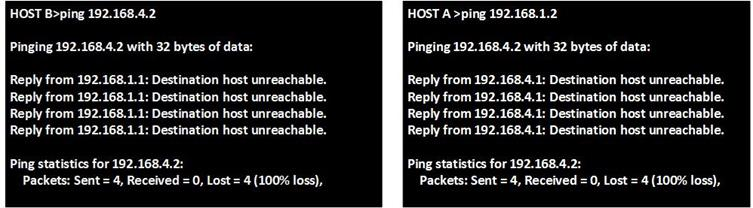 HOST B>ping 192.168.4.2
Pinging 192.168.4.2 with 32 bytes of data:
Reply from 192.168.1.1: Destination host unreachable.
Reply from 192.168.1.1: Destination host unreachable.
Reply from 192.168.1.1: Destination host unreachable.
Reply from 192.168.1.1: Destination host unreachable.
Ping statistics for 192.168.4.2:
Packets: Sent = 4, Received = 0, Lost = 4 (100% loss),
HOST A >ping 192.168.1.2
Pinging 192.168.4.2 with 32 bytes of data:
Reply from 192.168.4.1: Destination host unreachable.
Reply from 192.168.4.1: Destination host unreachable.
Reply from 192.168.4.1: Destination host unreachable.
Reply from 192.168.4.1: Destination host unreachable.
Ping statistics for 192.168.4.2:
Packets: Sent = 4, Received = 0, Lost = 4 (100% loss),